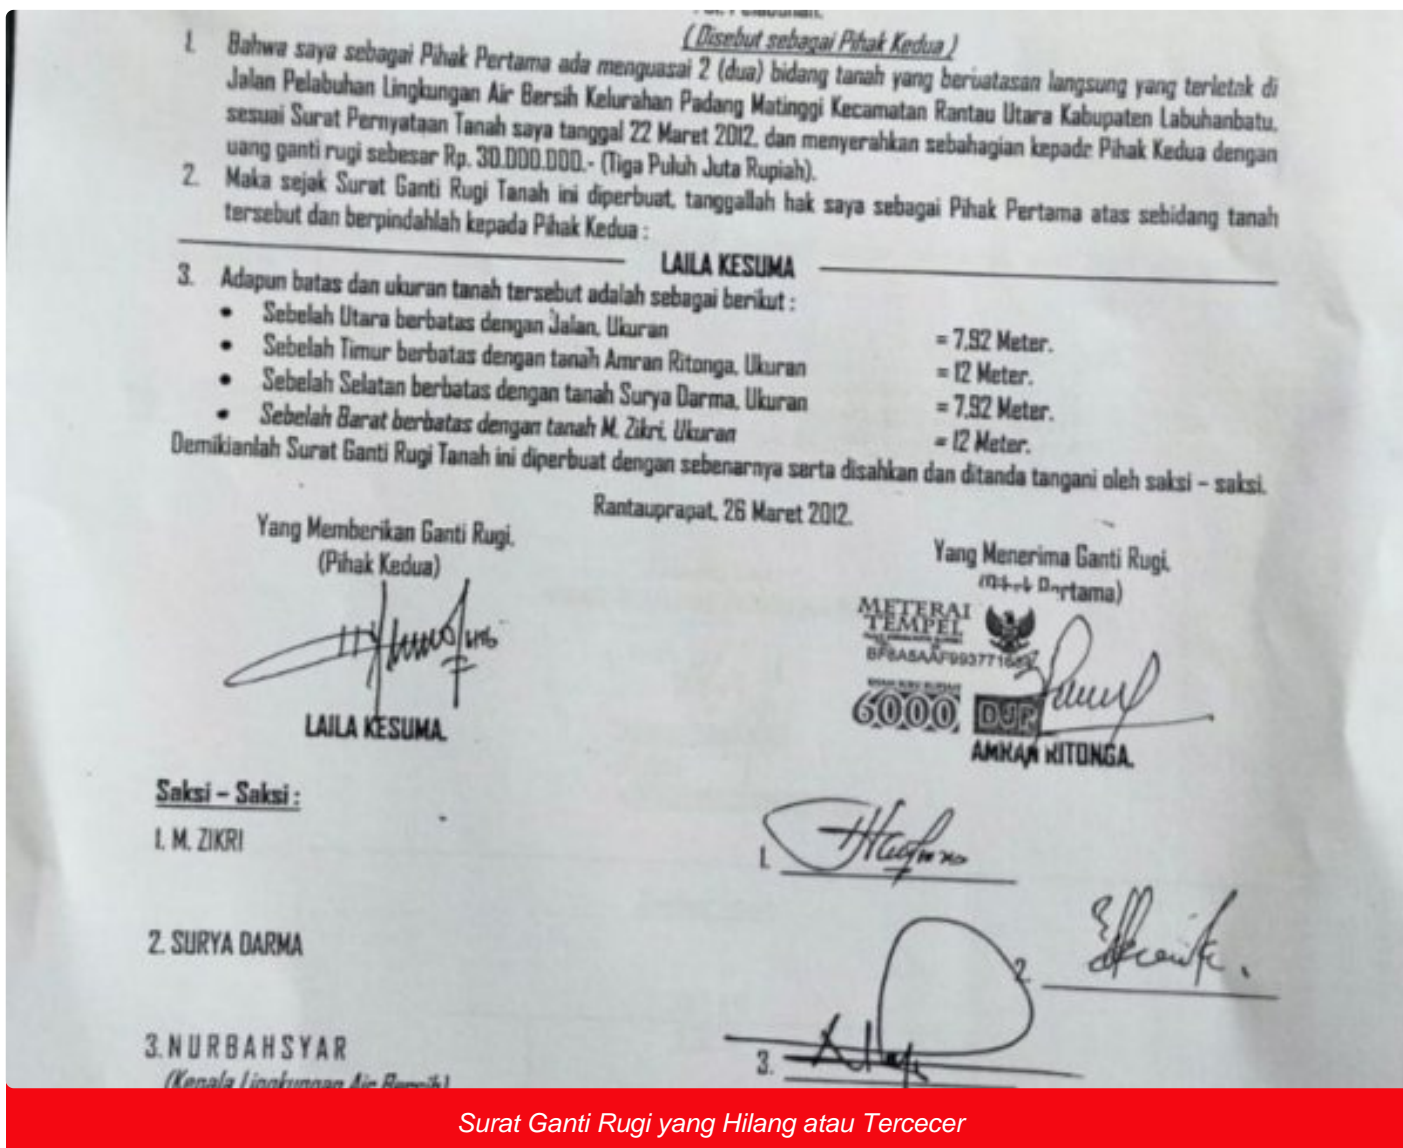 ( Disebut sebagai Pihak Kedua )
1. Bahwa saya sebagai Pihak Pertama ada menguasai 2 (dua) bidang tanah yang berbatasan langsung yang terletak di
Jalan Pelabuhan Lingkungan Air Bersih Kelurahan Padang Matinggi Kecamatan Rantau Utara Kabupaten Labuhanbatu,
sesuai Surat Pernyataan Tanah saya tanggal 22 Maret 2012, dan menyerahkan sebahagian kepada Pihak Kedua dengan
uang ganti rugi sebesar Rp. 30.000.000.- (Tiga Puluh Juta Rupiah).
2. Maka sejak Surat Ganti Rugi Tanah ini diperbuat, tanggallah hak saya sebagai Pihak Pertama atas sebidang tanah
tersebut dan berpindahlah kepada Pihak Kedua :
LAILA KESUMA
3. Adapun batas dan ukuran tanah tersebut adalah sebagai berikut :
• Sebelah Utara berbatas dengan Jalan, Ukuran = 7,92 Meter.
• Sebelah Timur berbatas dengan tanah Amran Ritonga, Ukuran = 12 Meter.
• Sebelah Selatan berbatas dengan tanah Surya Darma, Ukuran = 7,92 Meter.
• Sebelah Barat berbatas dengan tanah M. Zikri, Ukuran = 12 Meter.
Demikianlah Surat Ganti Rugi Tanah ini diperbuat dengan sebenarnya serta disahkan dan ditanda tangani oleh saksi – saksi.
Rantauprapat, 26 Maret 2012.
Yang Memberikan Ganti Rugi,
(Pihak Kedua)
LAILA KESUMA.
Yang Menerima Ganti Rugi,
Pertama)
METERAI
TEMPEL
6000 DJP
AMRAN RITONGA.
Saksi – Saksi :
1. M. ZIKRI
1.
2. SURYA DARMA
2.
3. NURBAHSYAR
3.
(Kepala Lingkungan Air Bersih)
Surat Ganti Rugi yang Hilang atau Tercecer